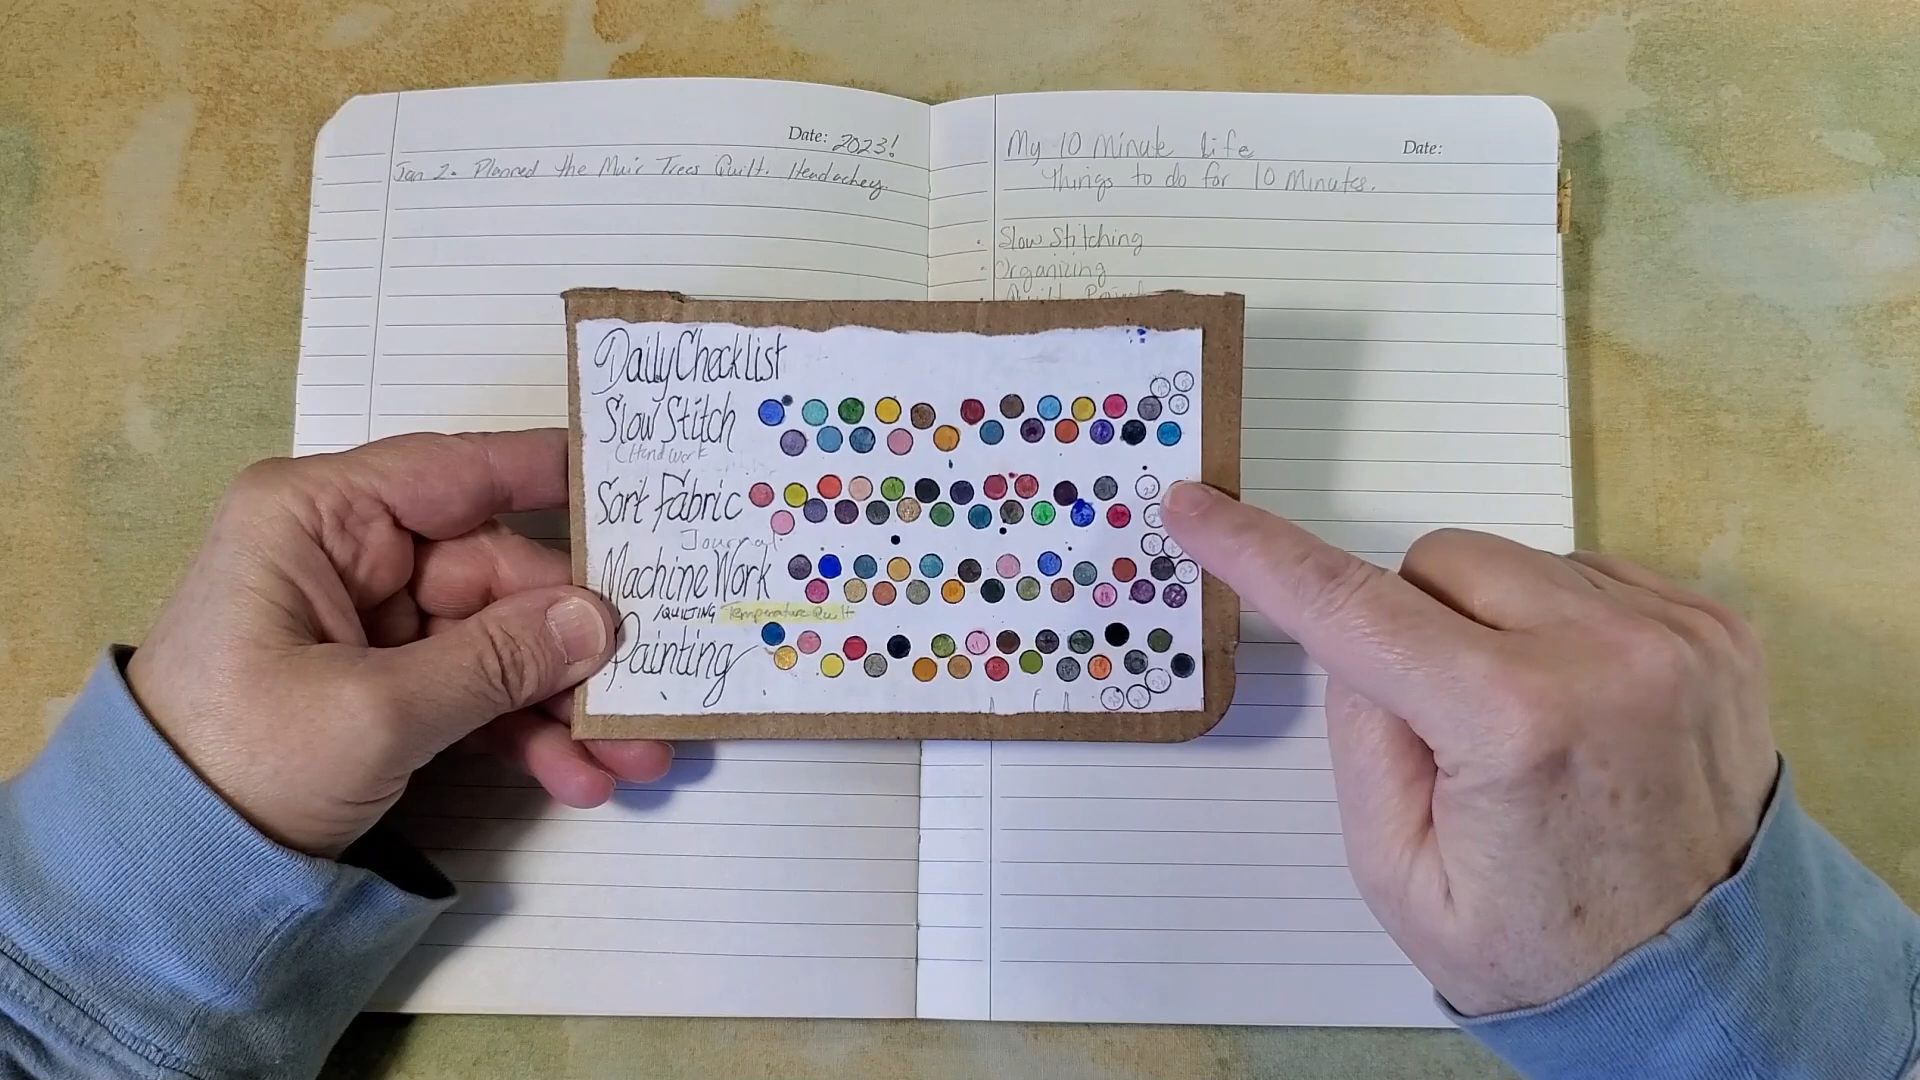 Date: 2023!
Jan 2. Planned the Muir Trees Quilt. Headachey.
My 10 Minute Life
Date:
Things to do for 10 Minutes.
• Slow Stitching
• Organizing
Daily Checklist
Slow Stitch
(Handwork
Sort Fabric
Journal
Machine Work
/QUILTING Temperature Quilt
Painting